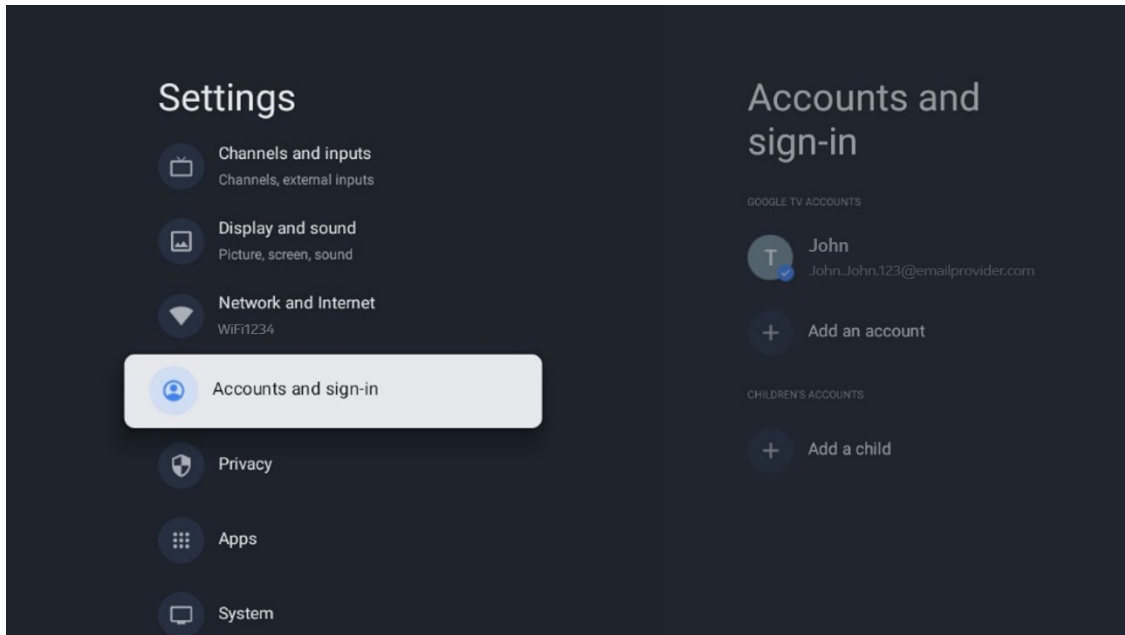 Settings
Channels and inputs
Channels, external inputs
Display and sound
Picture, screen, sound
Network and Internet
WiFi1234
Accounts and sign-in
Privacy
Apps
System
Accounts and
sign-in
GOOGLE TV ACCOUNTS
T
John
John.John.123@emailprovider.com
Add an account
CHILDREN'S ACCOUNTS
Add a child